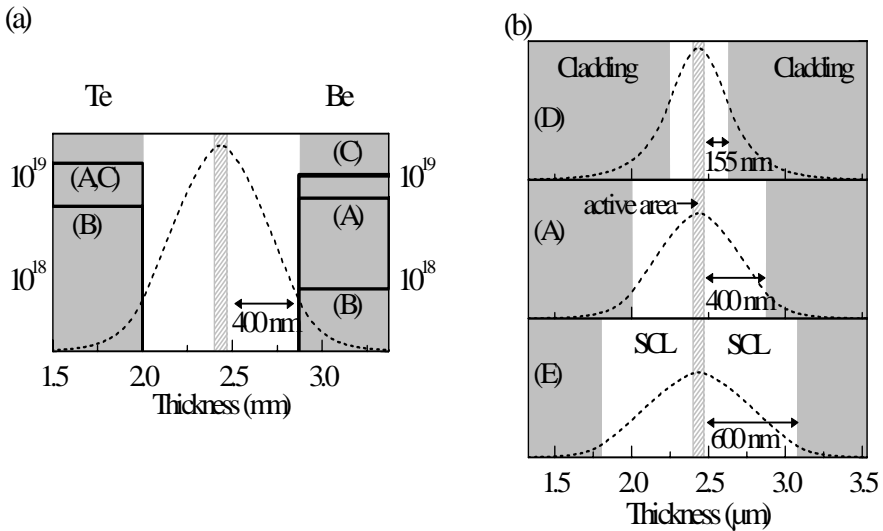 (a)
Te Be
(C)
10¹⁹ (A,C) 10¹⁹
(A)
(B)
10¹⁸ 10¹⁸
(B)
400 nm
1.5 2.0 2.5 3.0
Thickness (mm)
(b)
Cladding Cladding
(D)
155 nm
active area
(A)
400 nm
SCL SCL
(E)
600 nm
1.5 2.0 2.5 3.0 3.5
Thickness (µm)